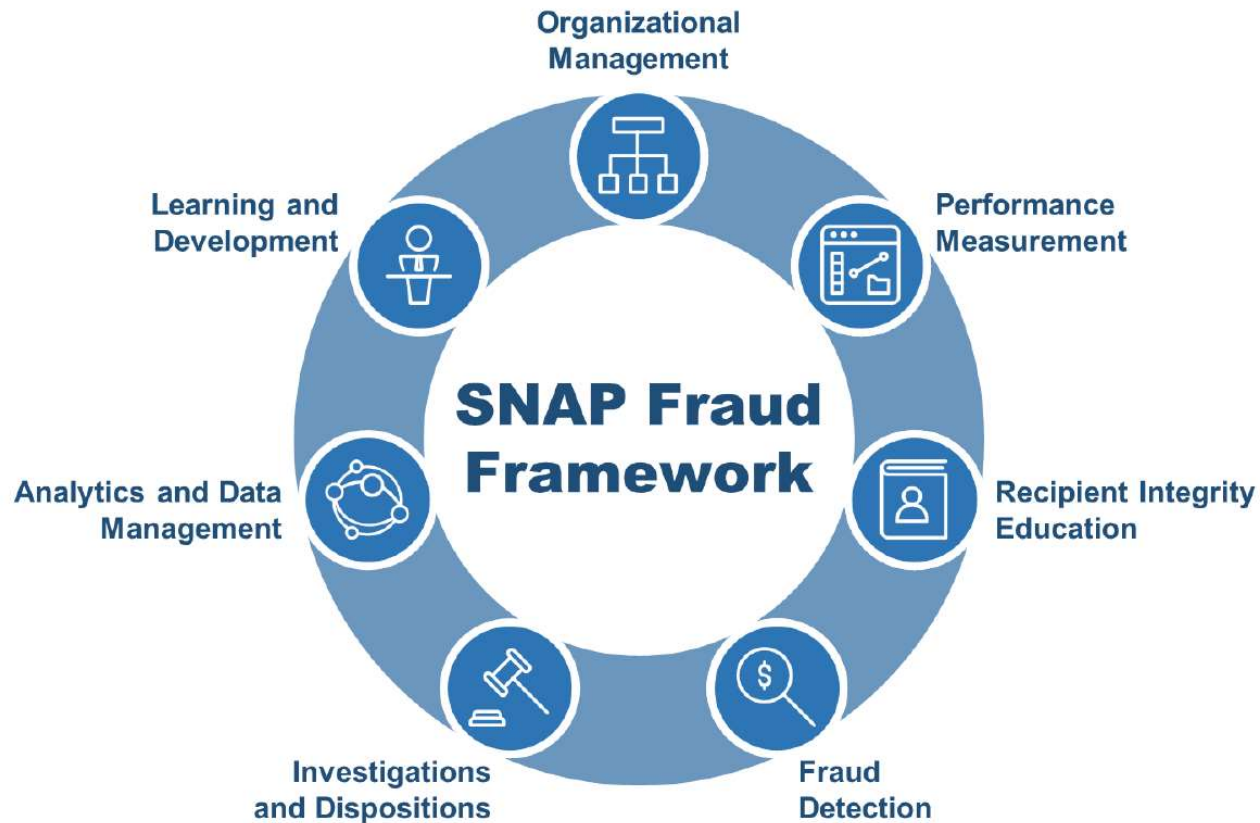 Organizational
Management
Performance
Measurement
Recipient Integrity
Education
Fraud
Detection
Investigations
and Dispositions
Analytics and Data
Management
Learning and
Development
SNAP Fraud
Framework
$